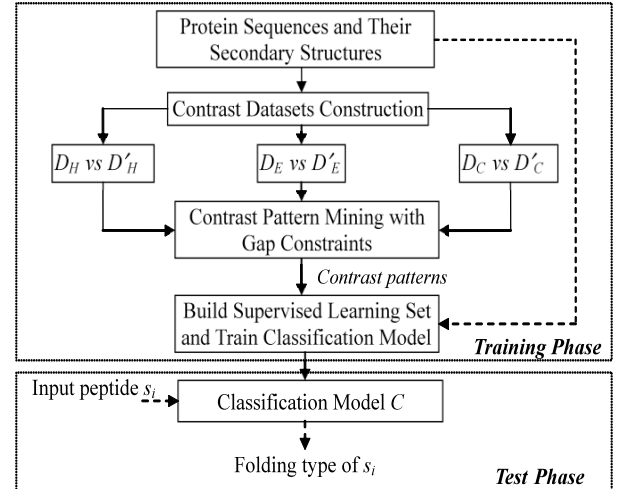 Protein Sequences and Their
Secondary Structures
Contrast Datasets Construction
D_H vs D′_H
D_E vs D′_E
D_C vs D′_C
Contrast Pattern Mining with
Gap Constraints
Contrast patterns
Build Supervised Learning Set
and Train Classification Model
Training Phase
Input peptide s_i
Classification Model C
Folding type of s_i
Test Phase